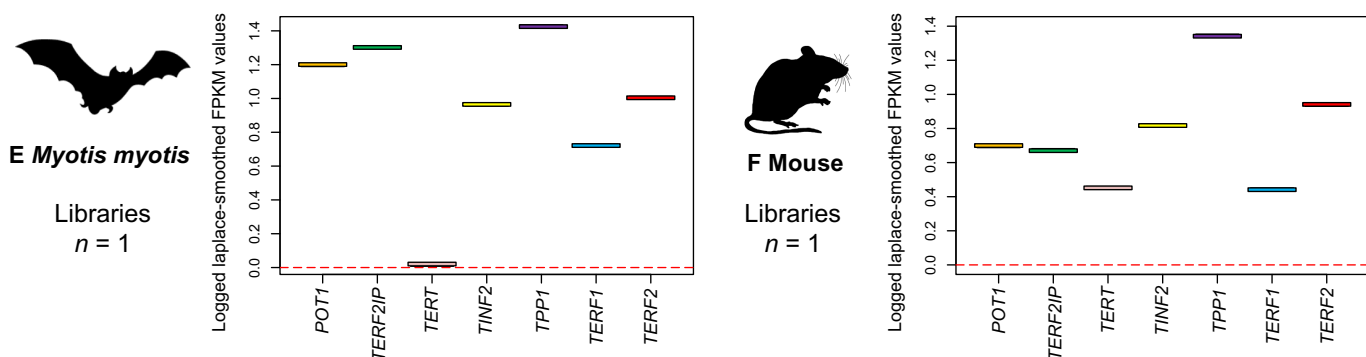 E Myotis myotis
Libraries
n = 1
Logged laplace-smoothed FPKM values
1.4
1.2
1.0
0.8
0.6
0.4
0.2
0.0
POT1
TERF2IP
TERT
TINF2
TPP1
TERF1
TERF2
F Mouse
Libraries
n = 1
Logged laplace-smoothed FPKM values
1.4
1.2
1.0
0.8
0.6
0.4
0.2
0.0
POT1
TERF2IP
TERT
TINF2
TPP1
TERF1
TERF2